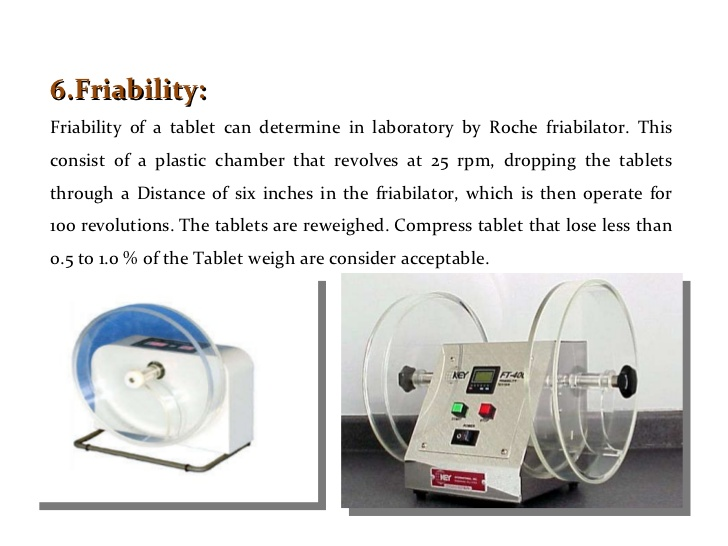 6.Friability:
Friability of a tablet can determine in laboratory by Roche friabilator. This
consist of a plastic chamber that revolves at 25 rpm, dropping the tablets
through a Distance of six inches in the friabilator, which is then operate for
100 revolutions. The tablets are reweighed. Compress tablet that lose less than
0.5 to 1.0 % of the Tablet weigh are consider acceptable.
KEY FT-400
POWER
KEY